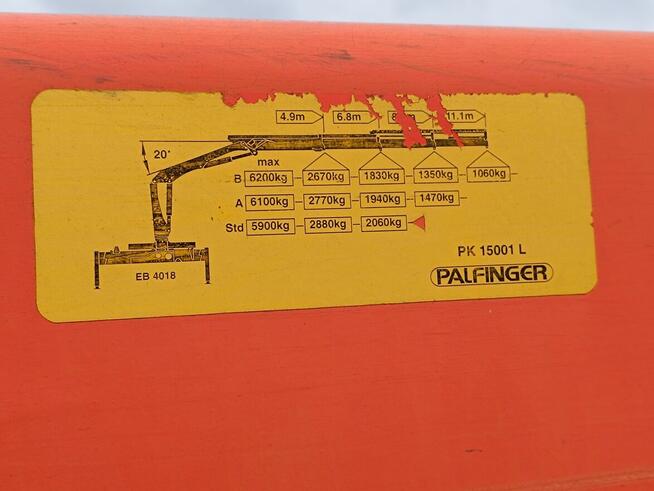 4.9m 6.8m 11.1m
20°
max
B 6200kg 2670kg 1830kg 1350kg 1060kg
A 6100kg 2770kg 1940kg 1470kg
Std 5900kg 2880kg 2060kg
PK 15001 L
EB 4018
PALFINGER